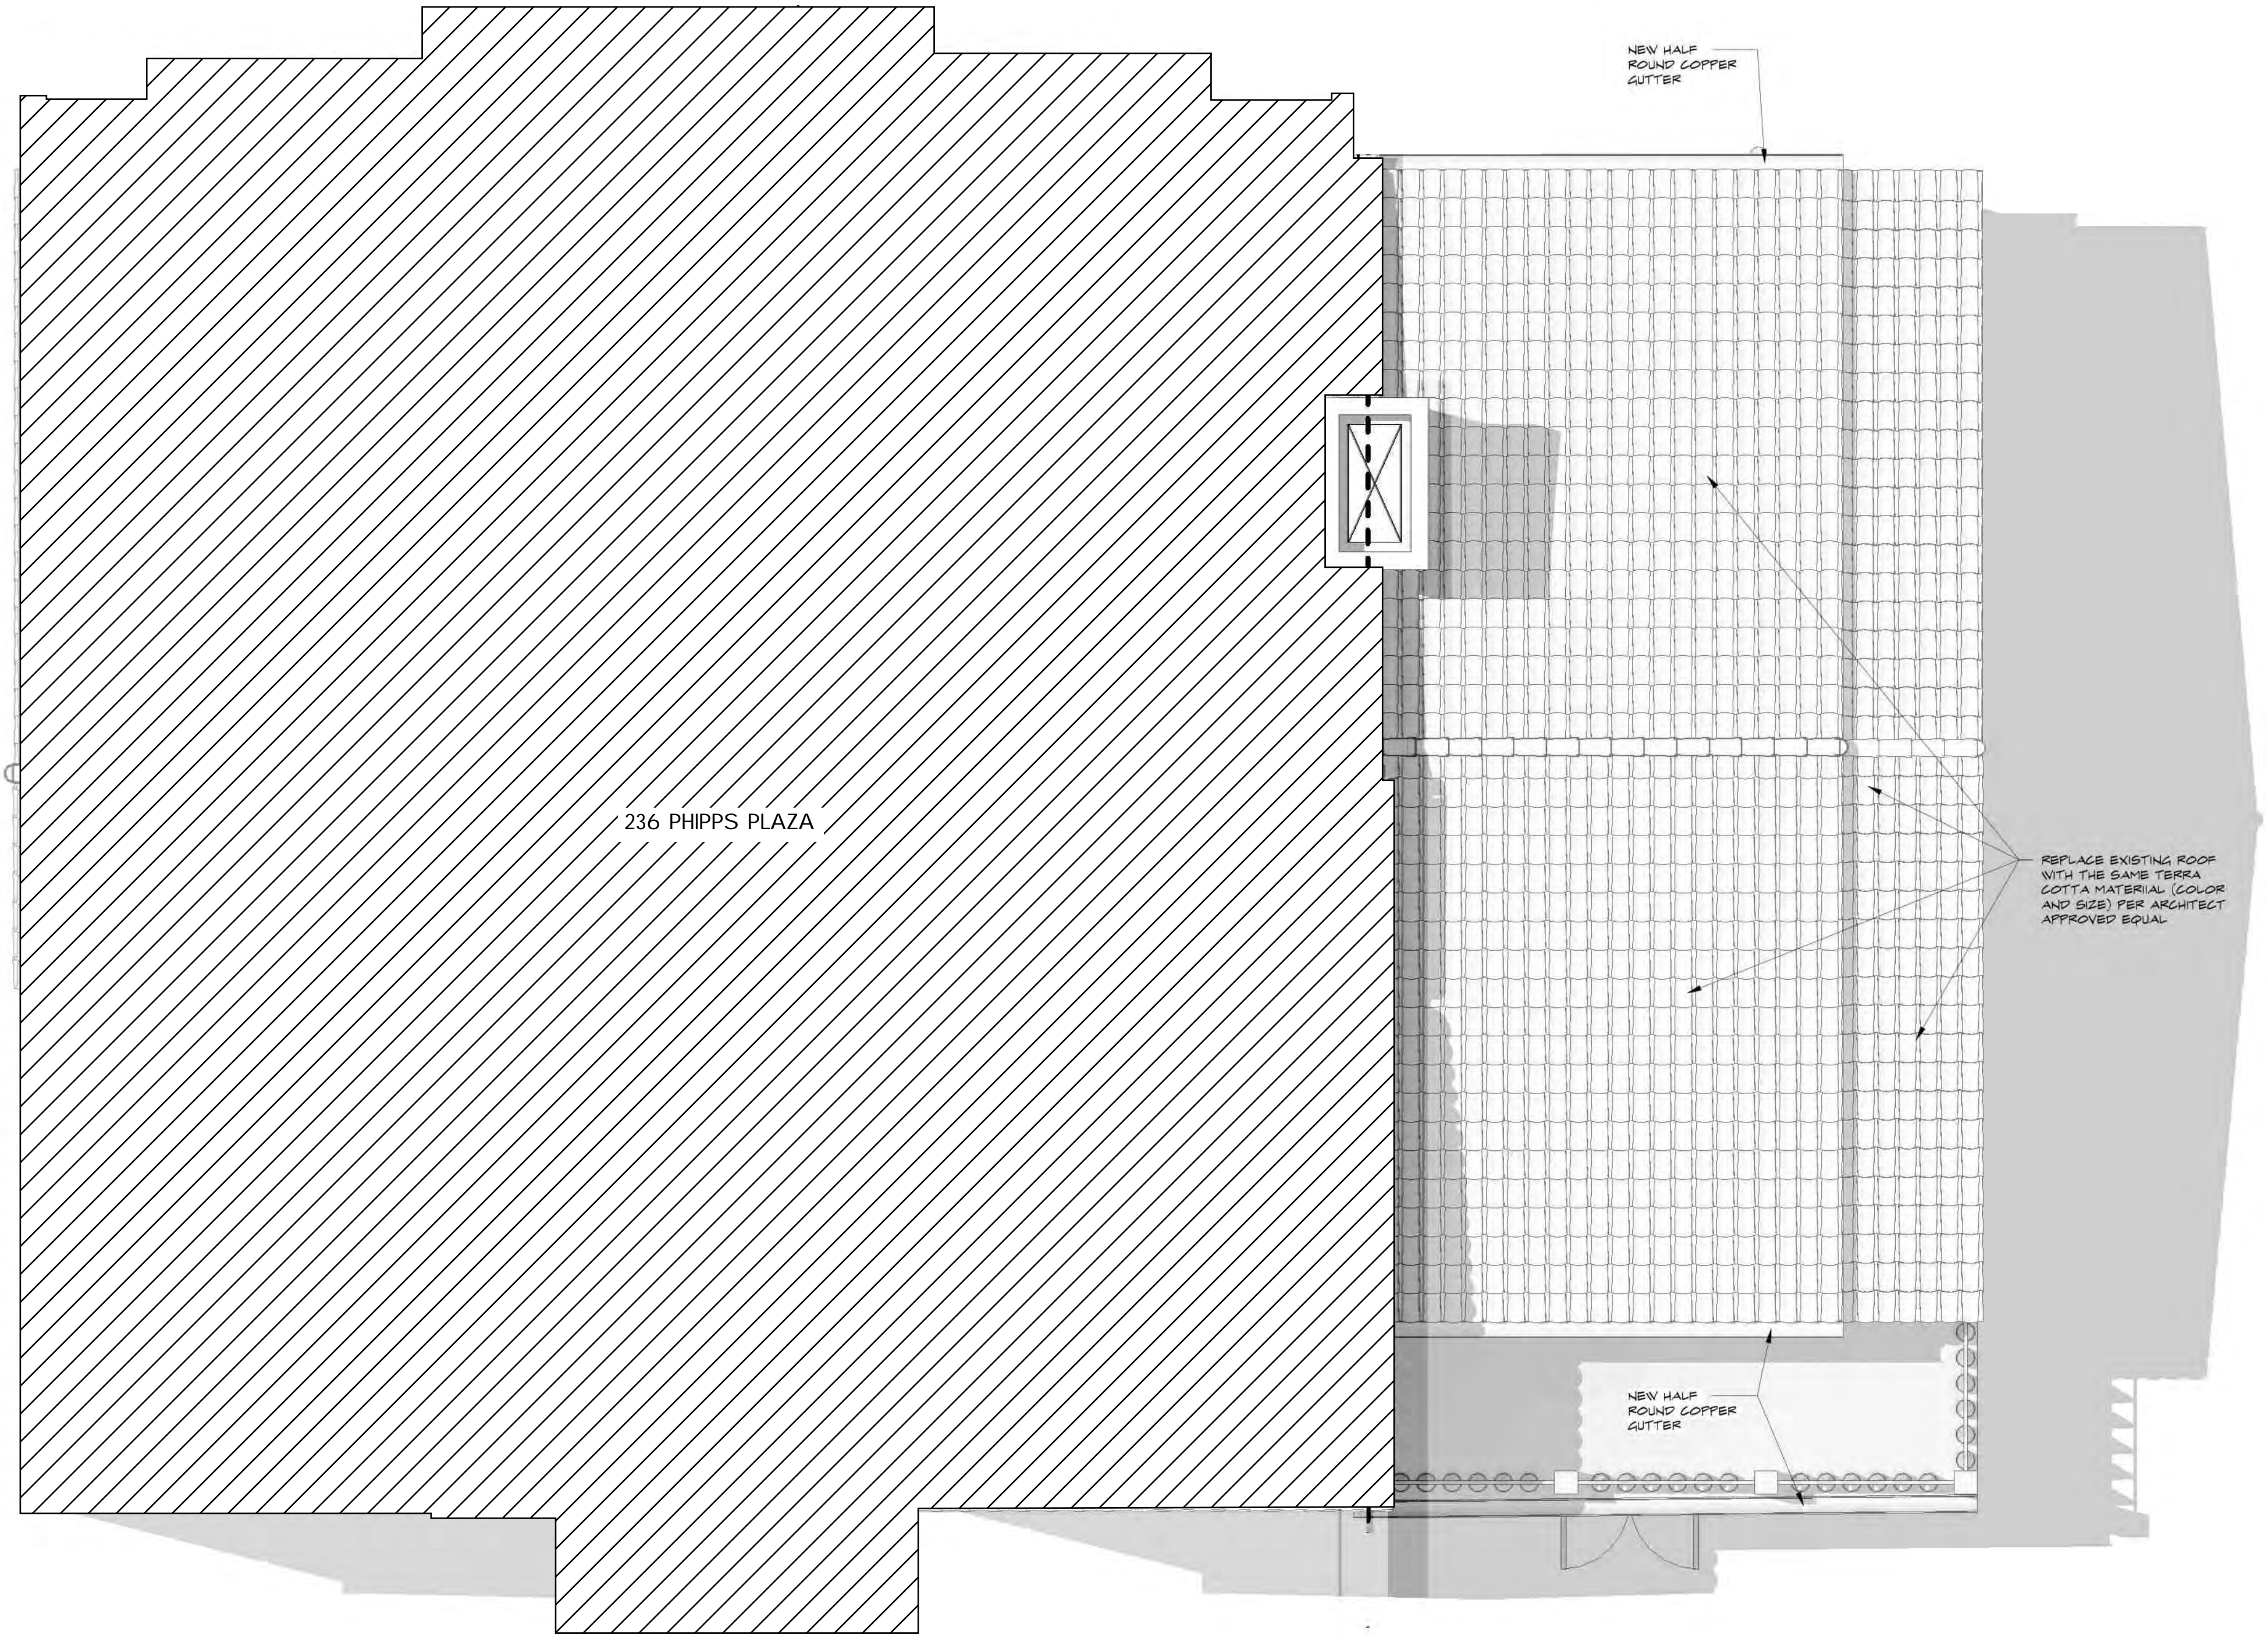 NEW HALF
ROUND COPPER
GUTTER
236 PHIPPS PLAZA
REPLACE EXISTING ROOF
WITH THE SAME TERRA
COTTA MATERIIAL (COLOR
AND SIZE) PER ARCHITECT
APPROVED EQUAL
NEW HALF
ROUND COPPER
GUTTER